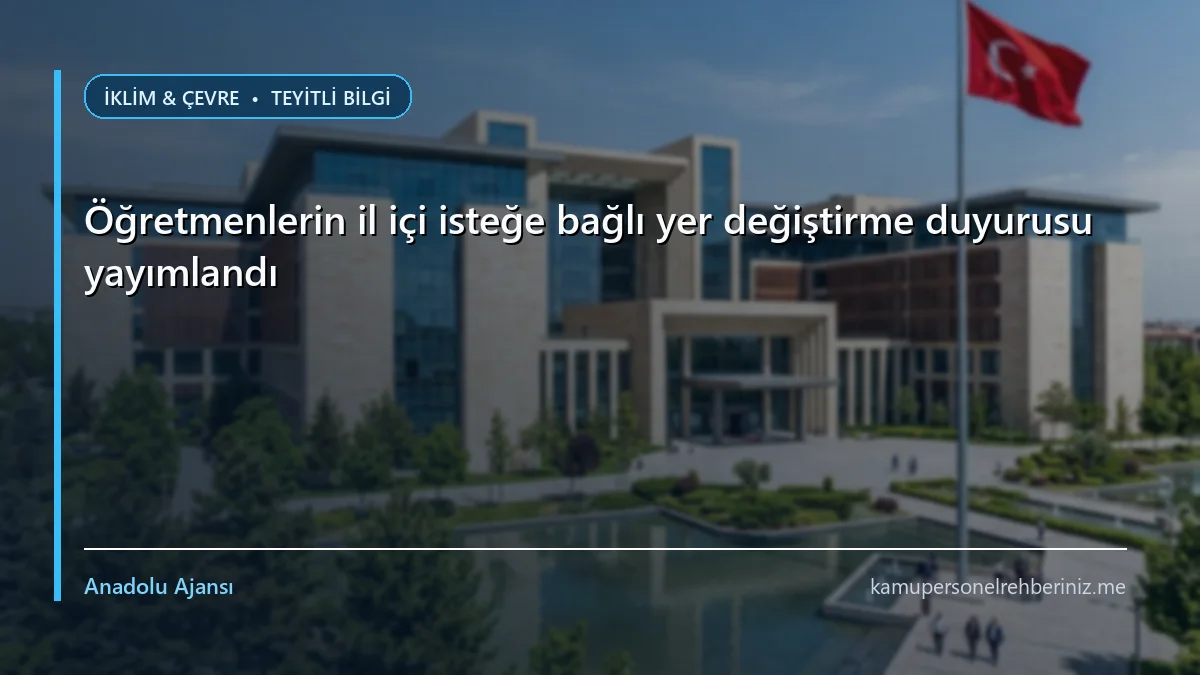 İKLİM & ÇEVRE • TEYİTLİ BİLGİ
Öğretmenlerin il içi isteğe bağlı yer değiştirme duyurusu
yayımlandı
Anadolu Ajansı
kamupersonelrehberiniz.me